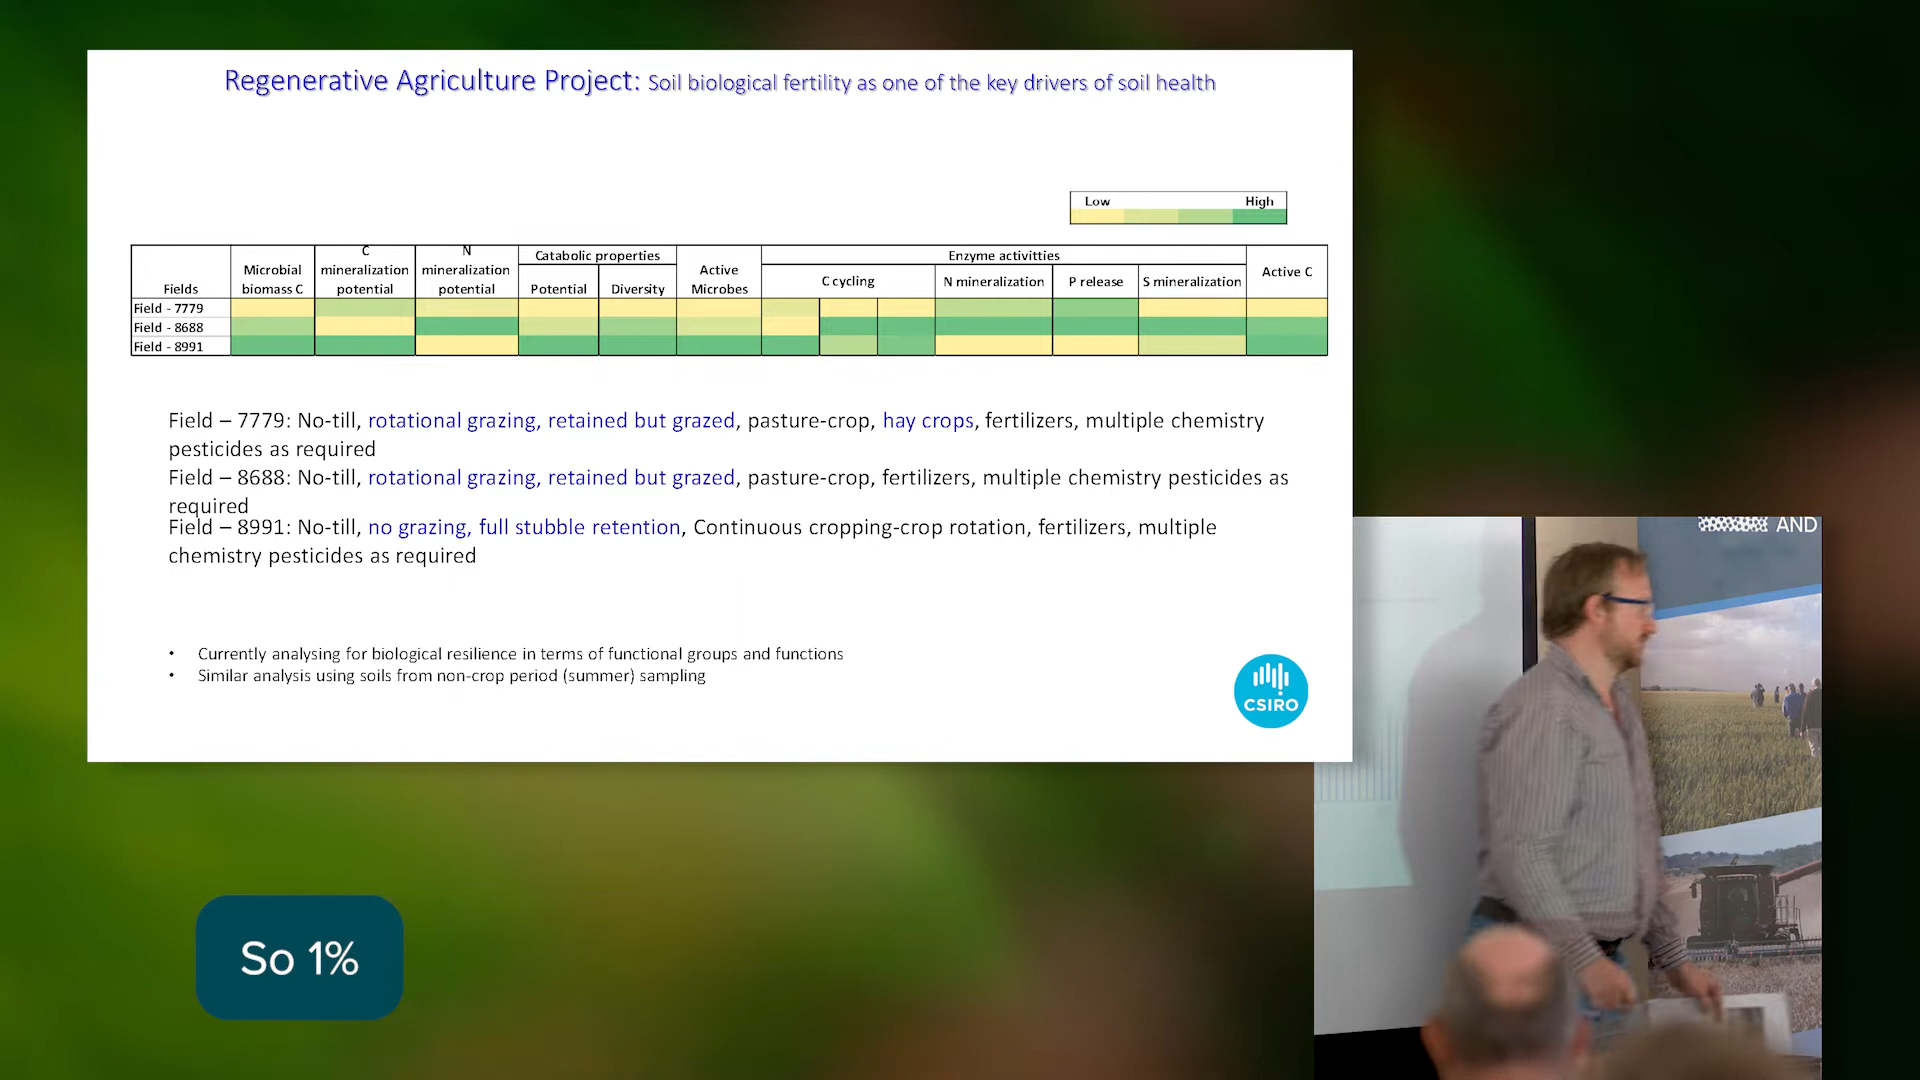 Regenerative Agriculture Project: Soil biological fertility as one of the key drivers of soil health
Low High
Fields
Microbial
biomass C
C
mineralization
potential
N
mineralization
potential
Catabolic properties
Potential Diversity
Active
Microbes
Enzyme activitties
C cycling N mineralization P release S mineralization
Active C
Field - 7779
Field - 8688
Field - 8991
Field – 7779: No-till, rotational grazing, retained but grazed, pasture-crop, hay crops, fertilizers, multiple chemistry
pesticides as required
Field – 8688: No-till, rotational grazing, retained but grazed, pasture-crop, fertilizers, multiple chemistry pesticides as
required
Field – 8991: No-till, no grazing, full stubble retention, Continuous cropping-crop rotation, fertilizers, multiple
chemistry pesticides as required
• Currently analysing for biological resilience in terms of functional groups and functions
• Similar analysis using soils from non-crop period (summer) sampling
CSIRO
AND
So 1%